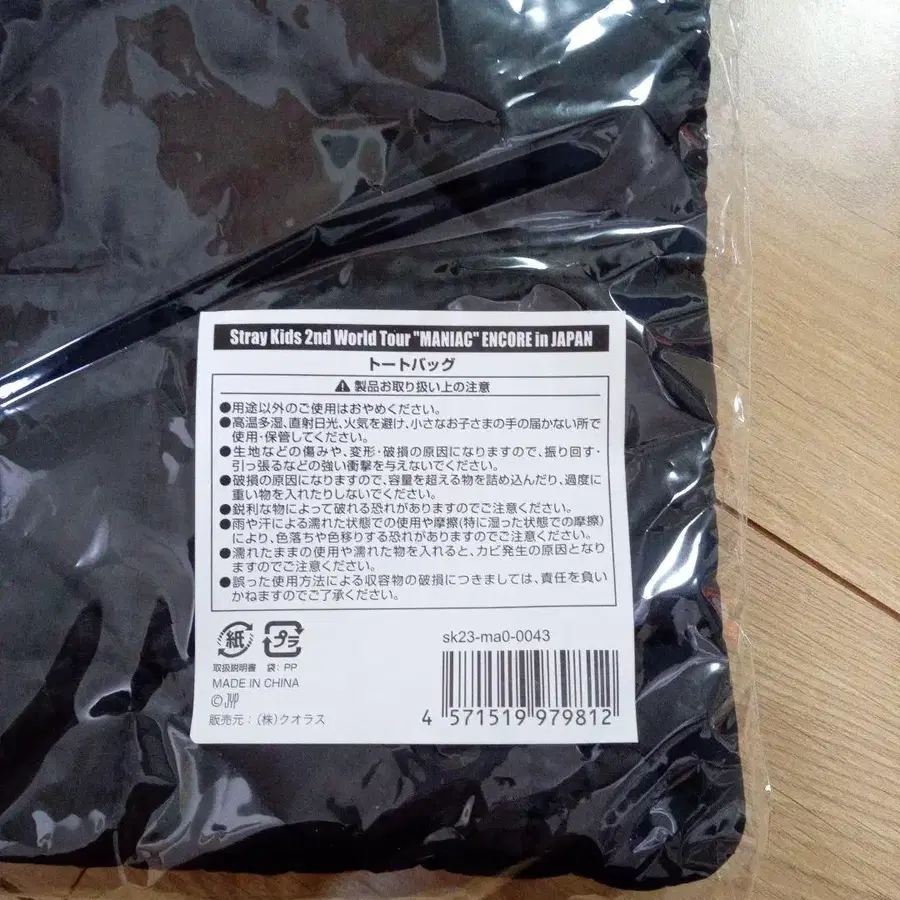 Stray Kids 2nd World Tour "MANIAC" ENCORE in JAPAN
トートバッグ
⚠ 製品お取り扱い上の注意
●用途以外のご使用はおやめください。
●高温多湿、直射日光、火気を避け、小さなお子さまの手の届かない所で
使用・保管してください。
●生地などの傷みや、変形・破損の原因になりますので、振り回す・
引っ張るなどの強い衝撃を与えないでください。
●破損の原因になりますので、容量を超える物を詰め込んだり、過度に
重い物を入れたりしないでください。
●鋭利な物によって破れる恐れがありますのでご注意ください。
●雨や汗による濡れた状態での使用や摩擦(特に湿った状態での摩擦)
により、色落ちや色移りする恐れがありますのでご注意ください。
●濡れたままの使用や濡れた物を入れると、カビ発生の原因となり
ますのでご注意ください。
●誤った使用方法による収容物の破損につきましては、責任を負い
かねますのでご了承ください。
紙 プラ
取扱説明書 袋:PP
MADE IN CHINA
© JYP
販売元:(株)クオラス
sk23-ma0-0043
4 571519 979812